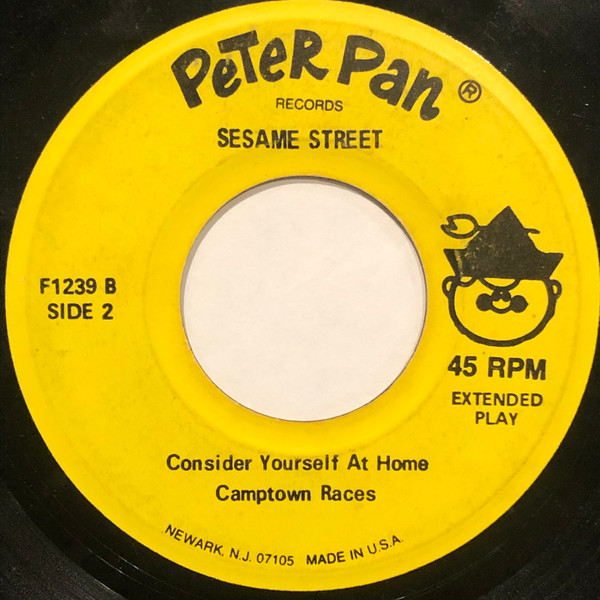 PETER PAN ®
RECORDS
SESAME STREET
F1239 B
SIDE 2
45 RPM
EXTENDED
PLAY
Consider Yourself At Home
Camptown Races
NEWARK, N.J. 07105 MADE IN U.S.A.